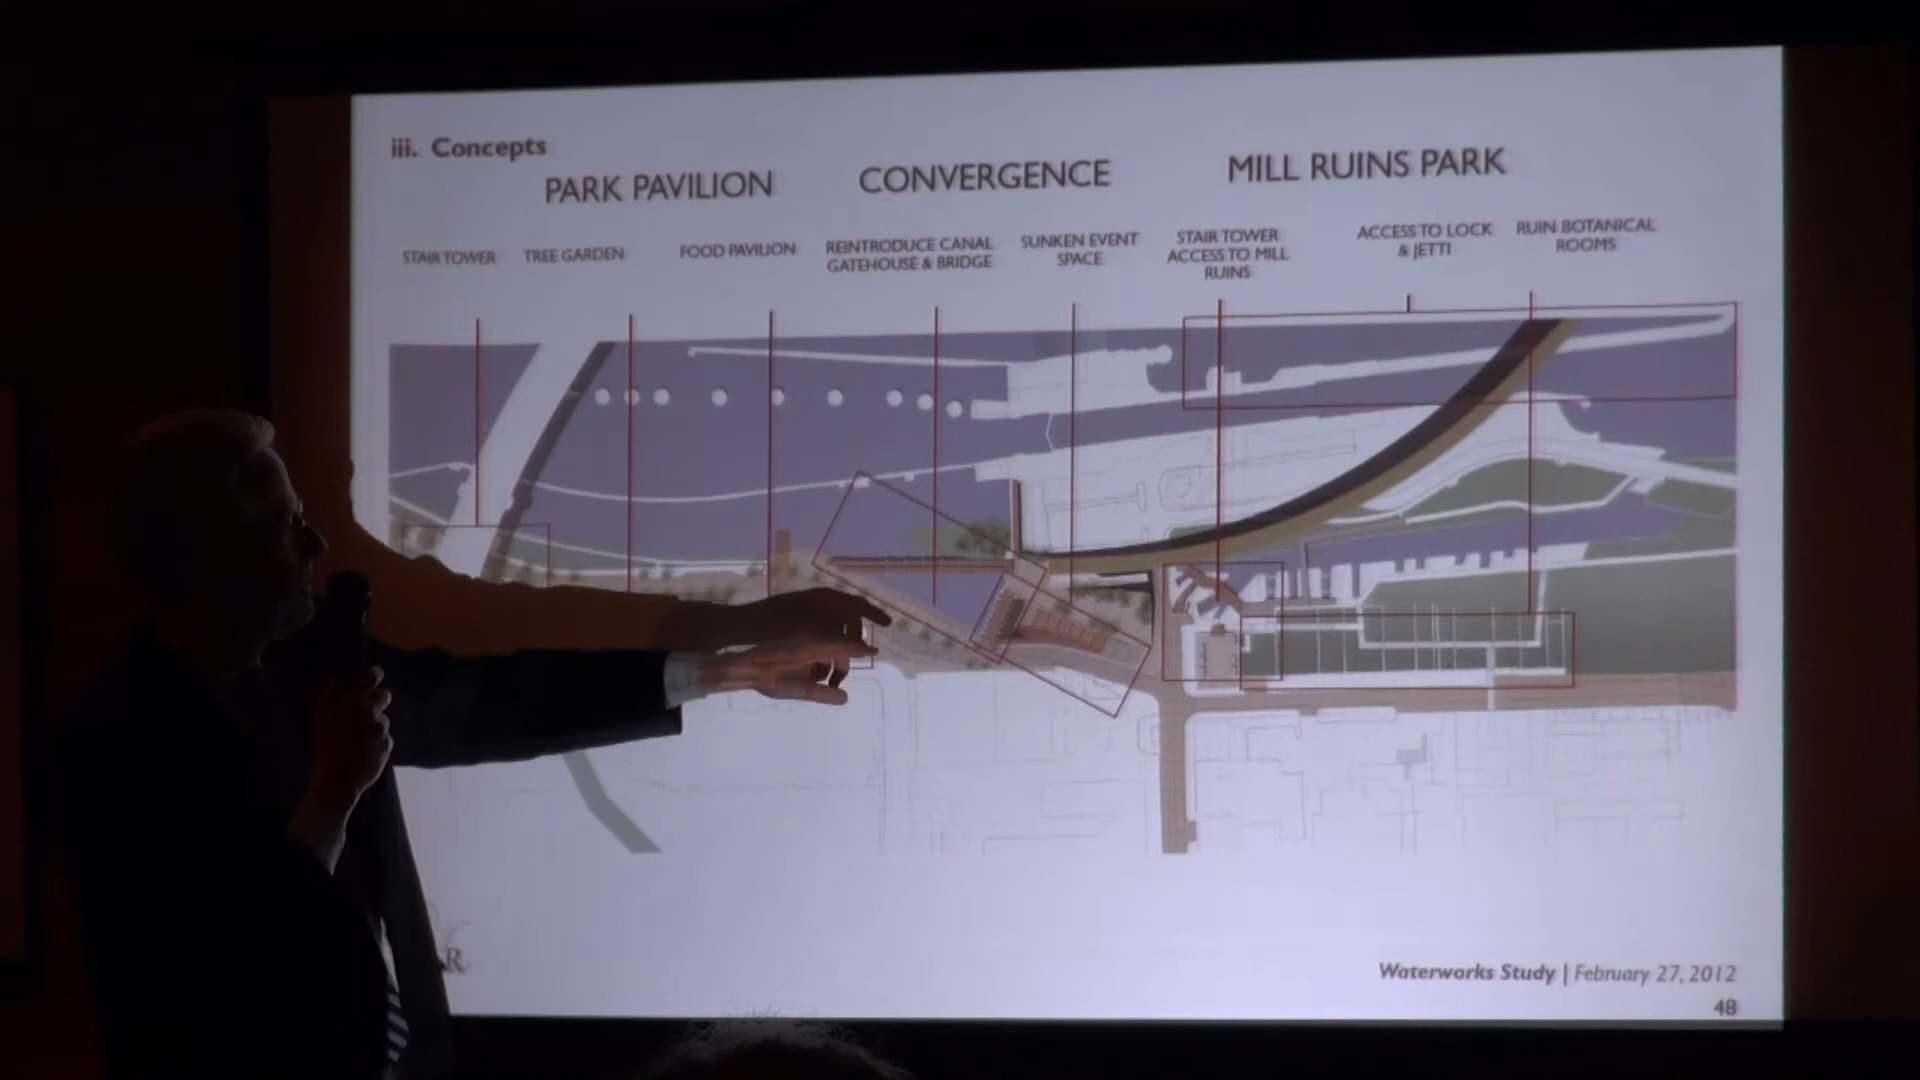 iii. Concepts
PARK PAVILION
CONVERGENCE
MILL RUINS PARK
STAIR TOWER
TREE GARDEN
FOOD PAVILION
REINTRODUCE CANAL
GATEHOUSE & BRIDGE
SUNKEN EVENT
SPACE
STAIR TOWER
ACCESS TO MILL
RUINS
ACCESS TO LOCK
& JETTI
RUIN BOTANICAL
ROOMS
R
Waterworks Study | February 27, 2012
48